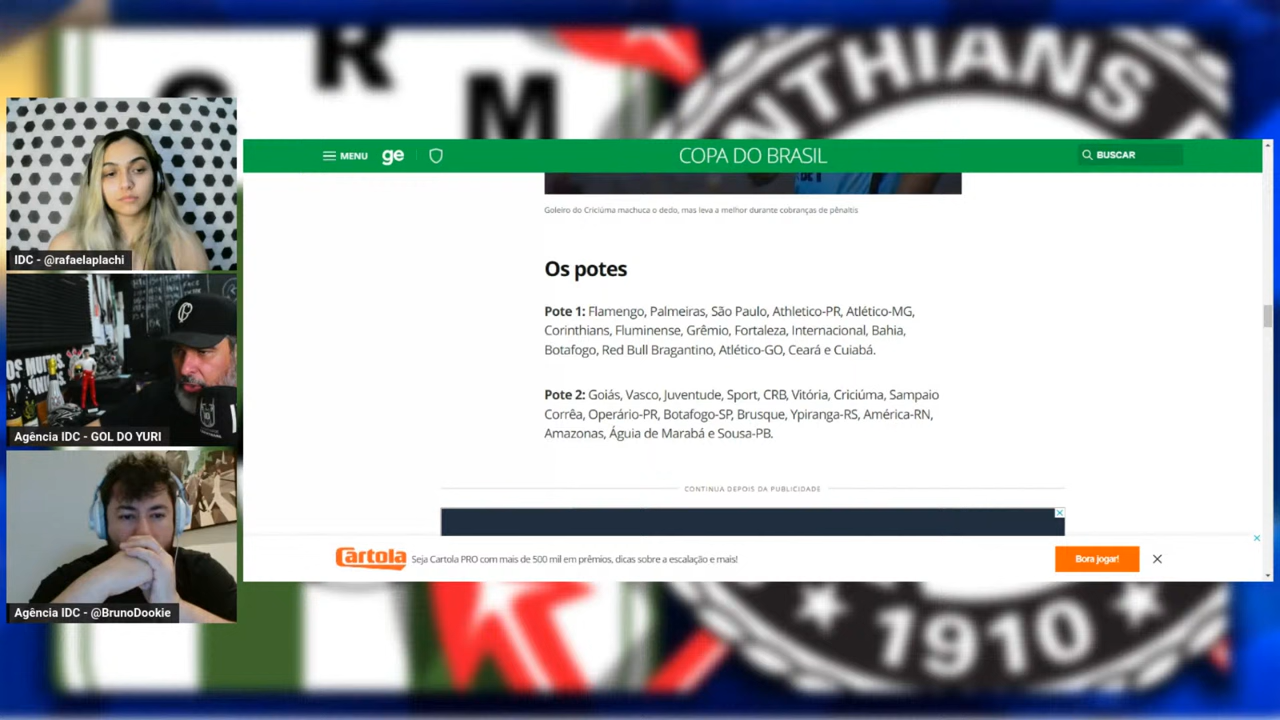 R
M
INTHIANS P
MENU
ge
COPA DO BRASIL
BUSCAR
Goleiro do Criciúma machuca o dedo, mas leva a melhor durante cobranças de pênaltis
Os potes
Pote 1: Flamengo, Palmeiras, São Paulo, Athletico-PR, Atlético-MG,
Corinthians, Fluminense, Grêmio, Fortaleza, Internacional, Bahia,
Botafogo, Red Bull Bragantino, Atlético-GO, Ceará e Cuiabá.
Pote 2: Goiás, Vasco, Juventude, Sport, CRB, Vitória, Criciúma, Sampaio
Corrêa, Operário-PR, Botafogo-SP, Brusque, Ypiranga-RS, América-RN,
Amazonas, Águia de Marabá e Sousa-PB.
CONTINUA DEPOIS DA PUBLICIDADE
Cartola
Seja Cartola PRO com mais de 500 mil em prêmios, dicas sobre a escalação e mais!
Bora jogar!
IDC - @rafaelaplachi
Agência IDC - GOL DO YURI
Agência IDC - @BrunoDookie
1910